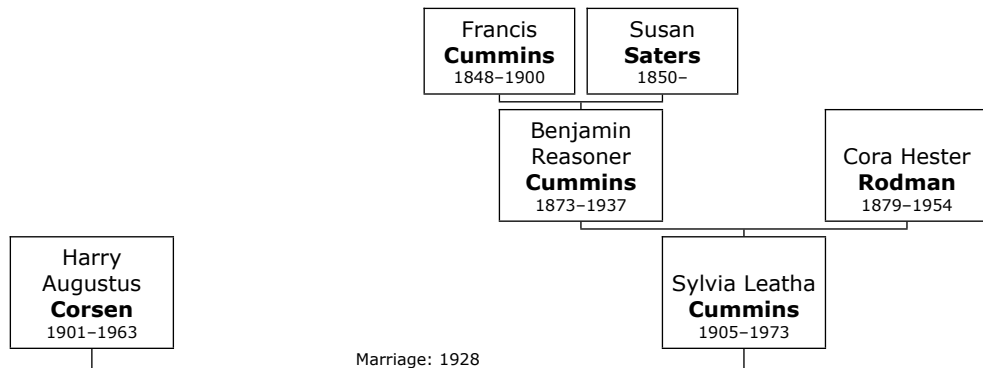 Francis
Cummins
1848–1900
Susan
Saters
1850–
Benjamin
Reasoner
Cummins
1873–1937
Cora Hester
Rodman
1879–1954
Harry
Augustus
Corsen
1901–1963
Sylvia Leatha
Cummins
1905–1973
Marriage: 1928